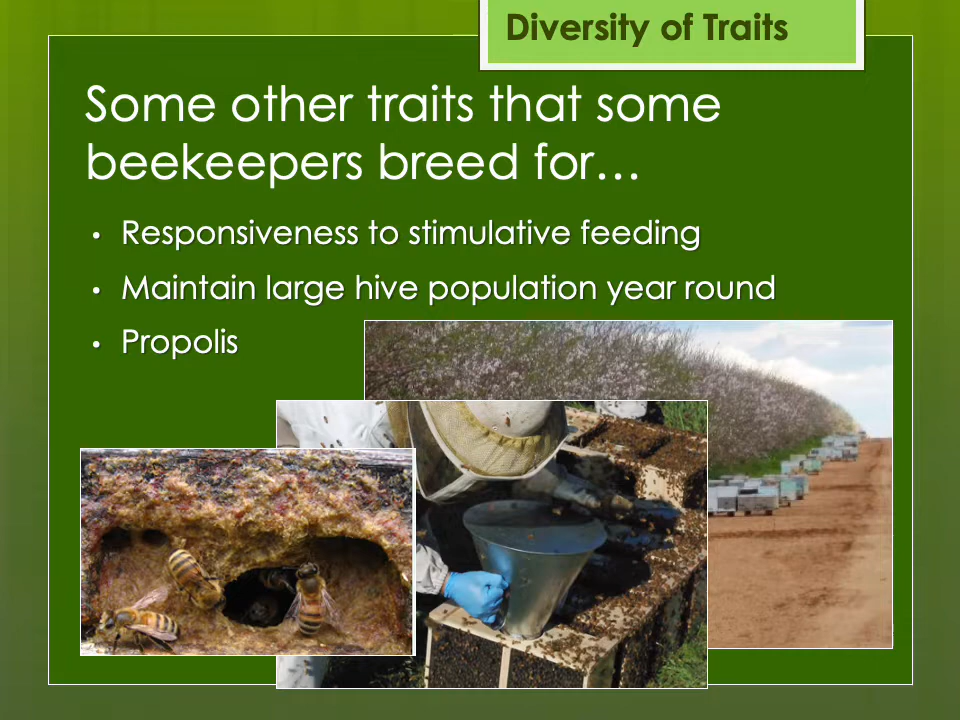 Diversity of Traits
Some other traits that some
beekeepers breed for…
• Responsiveness to stimulative feeding
• Maintain large hive population year round
• Propolis